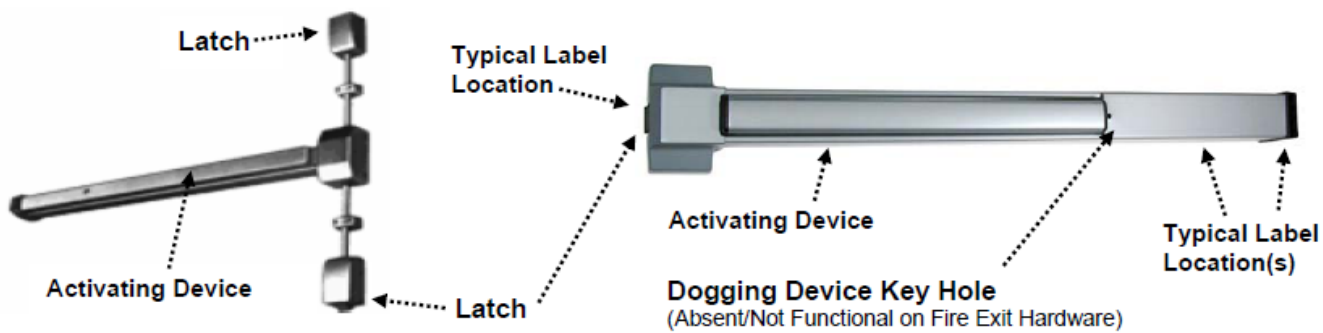 Latch
Activating Device
Latch
Typical Label
Location
Activating Device
Dogging Device Key Hole
(Absent/Not Functional on Fire Exit Hardware)
Typical Label
Location(s)